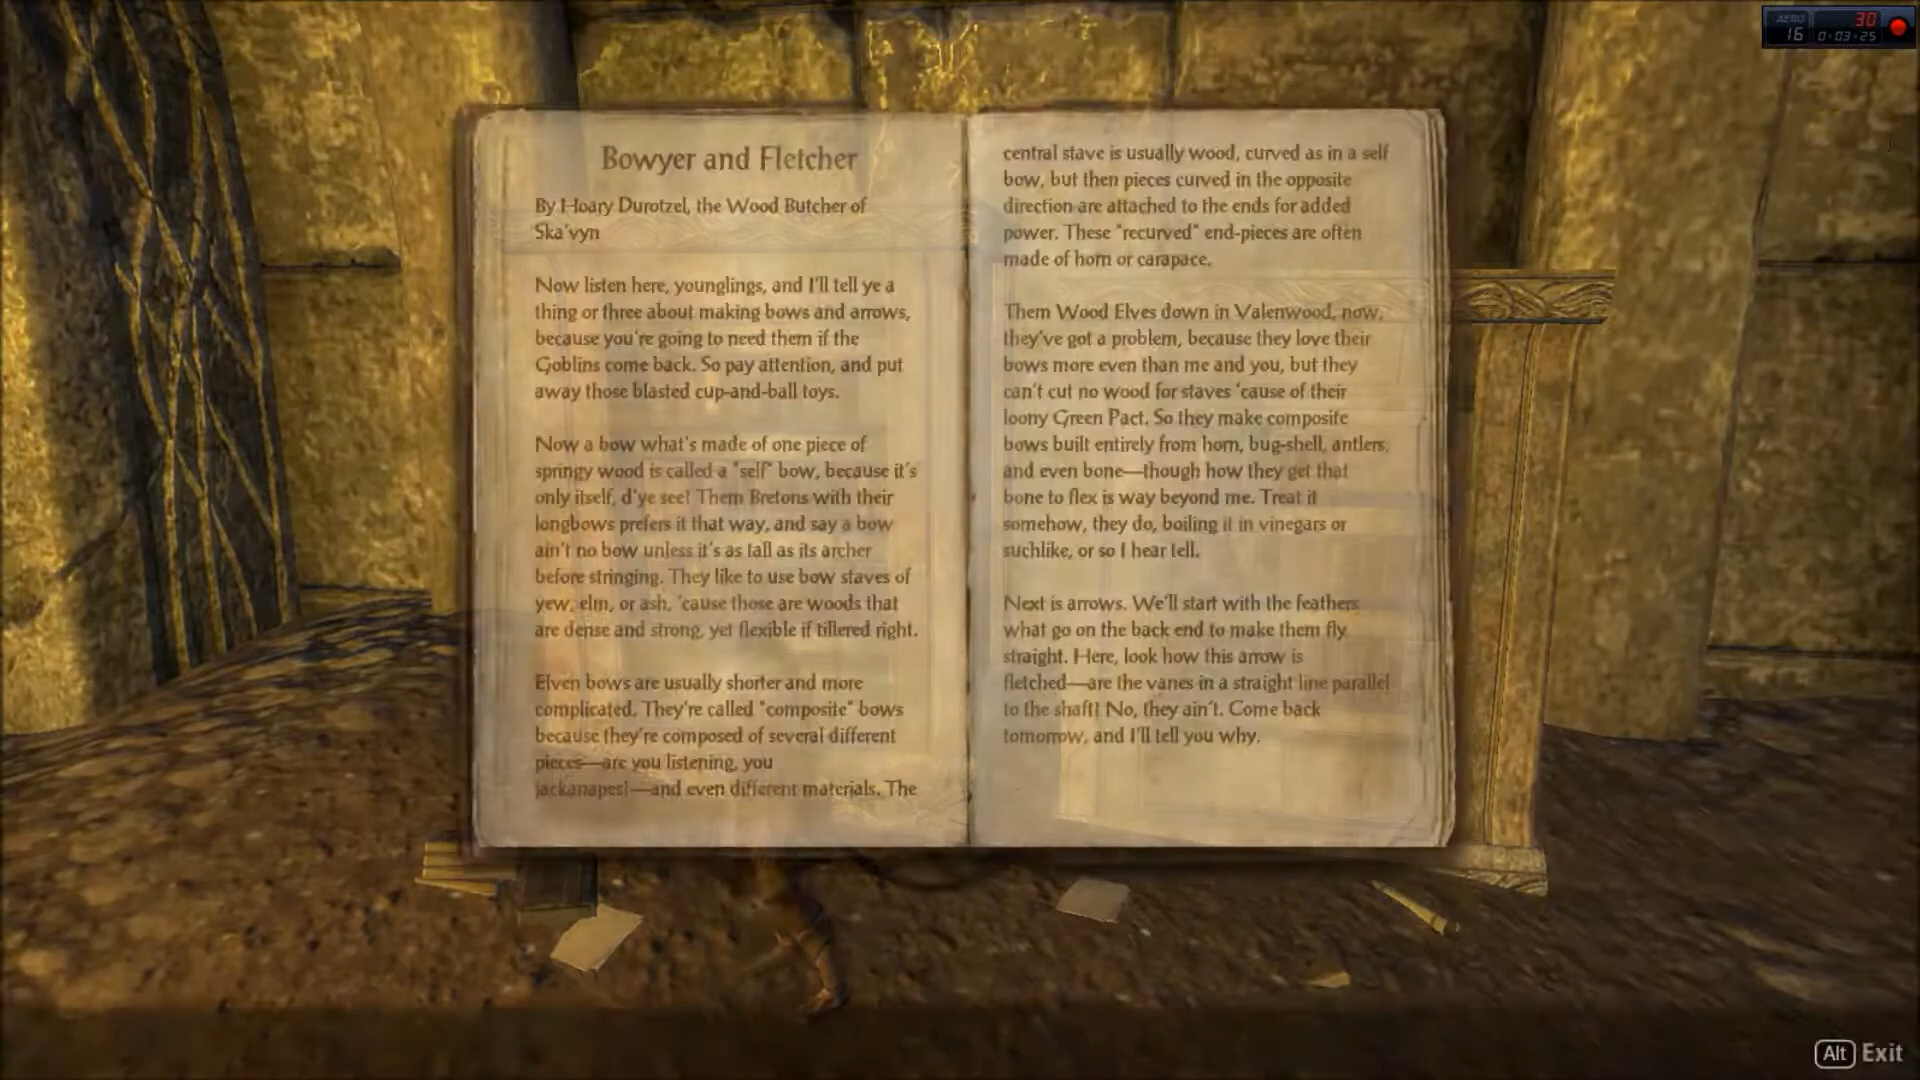 AERO
30
16
0:03:25
Bowyer and Fletcher
By Hoary Durotzel, the Wood Butcher of
Ska'vyn
Now listen here, younglings, and I'll tell ye a
thing or three about making bows and arrows,
because you're going to need them if the
Goblins come back. So pay attention, and put
away those blasted cup-and-ball toys.
Now a bow what's made of one piece of
springy wood is called a "self" bow, because it's
only itself, d'ye see? Them Bretons with their
longbows prefers it that way, and say a bow
ain't no bow unless it's as tall as its archer
before stringing. They like to use bow staves of
yew, elm, or ash, 'cause those are woods that
are dense and strong, yet flexible if tillered right.
Elven bows are usually shorter and more
complicated. They're called "composite" bows
because they're composed of several different
pieces—are you listening, you
jackanapes?—and even different materials. The
central stave is usually wood, curved as in a self
bow, but then pieces curved in the opposite
direction are attached to the ends for added
power. These "recurved" end-pieces are often
made of horn or carapace.
Them Wood Elves down in Valenwood, now,
they've got a problem, because they love their
bows more even than me and you, but they
can't cut no wood for staves 'cause of their
loony Green Pact. So they make composite
bows built entirely from horn, bug-shell, antlers,
and even bone—though how they get that
bone to flex is way beyond me. Treat it
somehow, they do, boiling it in vinegars or
suchlike, or so I hear tell.
Next is arrows. We'll start with the feathers
what go on the back end to make them fly
straight. Here, look how this arrow is
fletched—are the vanes in a straight line parallel
to the shaft? No, they ain't. Come back
tomorrow, and I'll tell you why.
Alt Exit